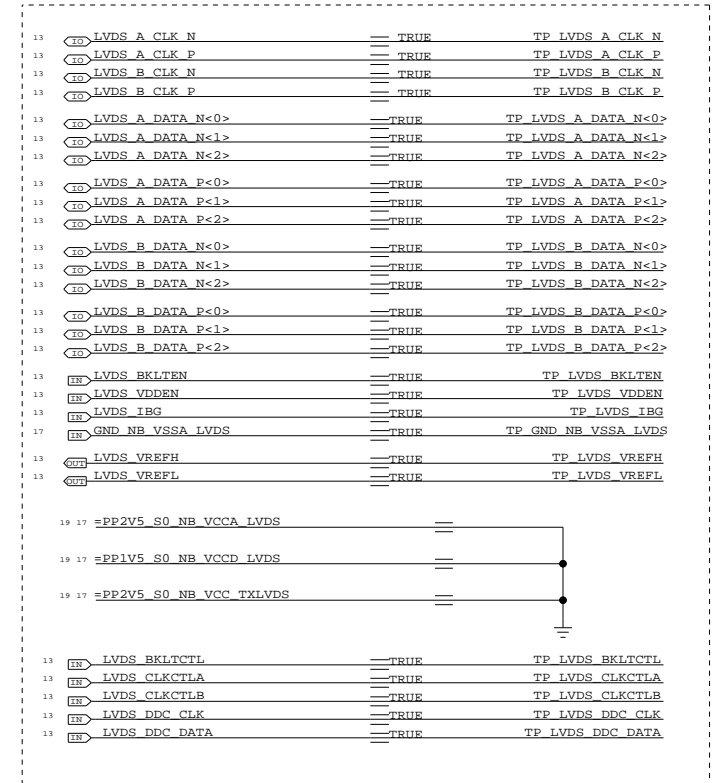 13 IO LVDS_A_CLK_N TRUE TP_LVDS_A_CLK_N
13 IO LVDS_A_CLK_P TRUE TP_LVDS_A_CLK_P
13 IO LVDS_B_CLK_N TRUE TP_LVDS_B_CLK_N
13 IO LVDS_B_CLK_P TRUE TP_LVDS_B_CLK_P
13 IO LVDS_A_DATA_N<0> TRUE TP_LVDS_A_DATA_N<0>
13 IO LVDS_A_DATA_N<1> TRUE TP_LVDS_A_DATA_N<1>
13 IO LVDS_A_DATA_N<2> TRUE TP_LVDS_A_DATA_N<2>
13 IO LVDS_A_DATA_P<0> TRUE TP_LVDS_A_DATA_P<0>
13 IO LVDS_A_DATA_P<1> TRUE TP_LVDS_A_DATA_P<1>
13 IO LVDS_A_DATA_P<2> TRUE TP_LVDS_A_DATA_P<2>
13 IO LVDS_B_DATA_N<0> TRUE TP_LVDS_B_DATA_N<0>
13 IO LVDS_B_DATA_N<1> TRUE TP_LVDS_B_DATA_N<1>
13 IO LVDS_B_DATA_N<2> TRUE TP_LVDS_B_DATA_N<2>
13 IO LVDS_B_DATA_P<0> TRUE TP_LVDS_B_DATA_P<0>
13 IO LVDS_B_DATA_P<1> TRUE TP_LVDS_B_DATA_P<1>
13 IO LVDS_B_DATA_P<2> TRUE TP_LVDS_B_DATA_P<2>
13 IN LVDS_BKLTEN TRUE TP_LVDS_BKLTEN
13 IN LVDS_VDDEN TRUE TP_LVDS_VDDEN
13 IN LVDS_IBG TRUE TP_LVDS_IBG
17 IN GND_NB_VSSA_LVDS TRUE TP_GND_NB_VSSA_LVDS
13 OUT LVDS_VREFH TRUE TP_LVDS_VREFH
13 OUT LVDS_VREFL TRUE TP_LVDS_VREFL
19 17 =PP2V5_S0_NB_VCCA_LVDS
19 17 =PP1V5_S0_NB_VCCD_LVDS
19 17 =PP2V5_S0_NB_VCC_TXLVDS
13 IN LVDS_BKLTCTL TRUE TP_LVDS_BKLTCTL
13 IN LVDS_CLKCTLA TRUE TP_LVDS_CLKCTLA
13 IN LVDS_CLKCTLB TRUE TP_LVDS_CLKCTLB
13 IN LVDS_DDC_CLK TRUE TP_LVDS_DDC_CLK
13 IN LVDS_DDC_DATA TRUE TP_LVDS_DDC_DATA